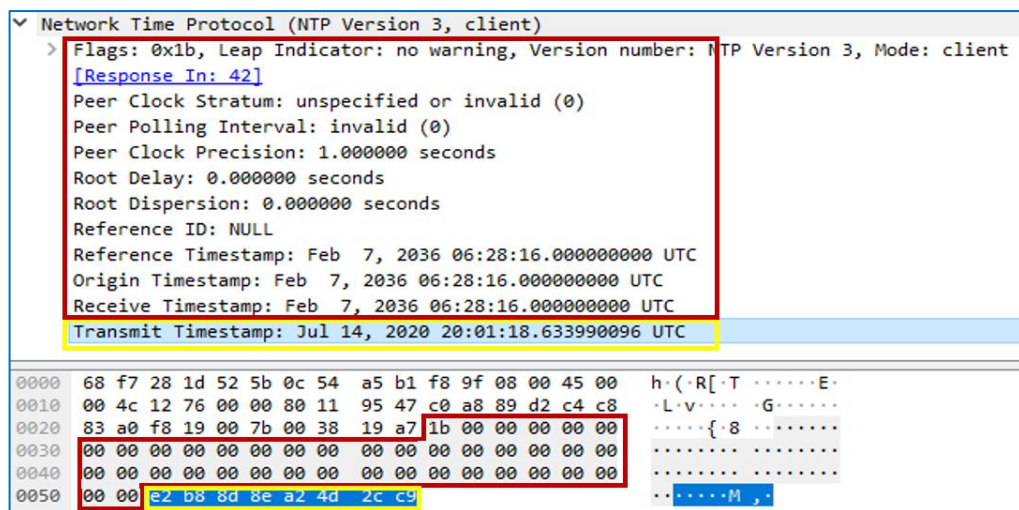 Network Time Protocol (NTP Version 3, client)
Flags: 0x1b, Leap Indicator: no warning, Version number: NTP Version 3, Mode: client
[Response In: 42]
Peer Clock Stratum: unspecified or invalid (0)
Peer Polling Interval: invalid (0)
Peer Clock Precision: 1.000000 seconds
Root Delay: 0.000000 seconds
Root Dispersion: 0.000000 seconds
Reference ID: NULL
Reference Timestamp: Feb  7, 2036 06:28:16.000000000 UTC
Origin Timestamp: Feb  7, 2036 06:28:16.000000000 UTC
Receive Timestamp: Feb  7, 2036 06:28:16.000000000 UTC
Transmit Timestamp: Jul 14, 2020 20:01:18.633990096 UTC
0000  68 f7 28 1d 52 5b 0c 54  a5 b1 f8 9f 08 00 45 00  h·(·R[·T ······E·
0010  00 4c 12 76 00 00 80 11  95 47 c0 a8 89 d2 c4 c8  ·L·v···· ·G······
0020  83 a0 f8 19 00 7b 00 38  19 a7 1b 00 00 00 00 00  ·····{·8 ········
0030  00 00 00 00 00 00 00 00  00 00 00 00 00 00 00 00  ········ ········
0040  00 00 00 00 00 00 00 00  00 00 00 00 00 00 00 00  ········ ········
0050  00 00 e2 b8 8d 8e a2 4d  2c c9  ·······M ,·